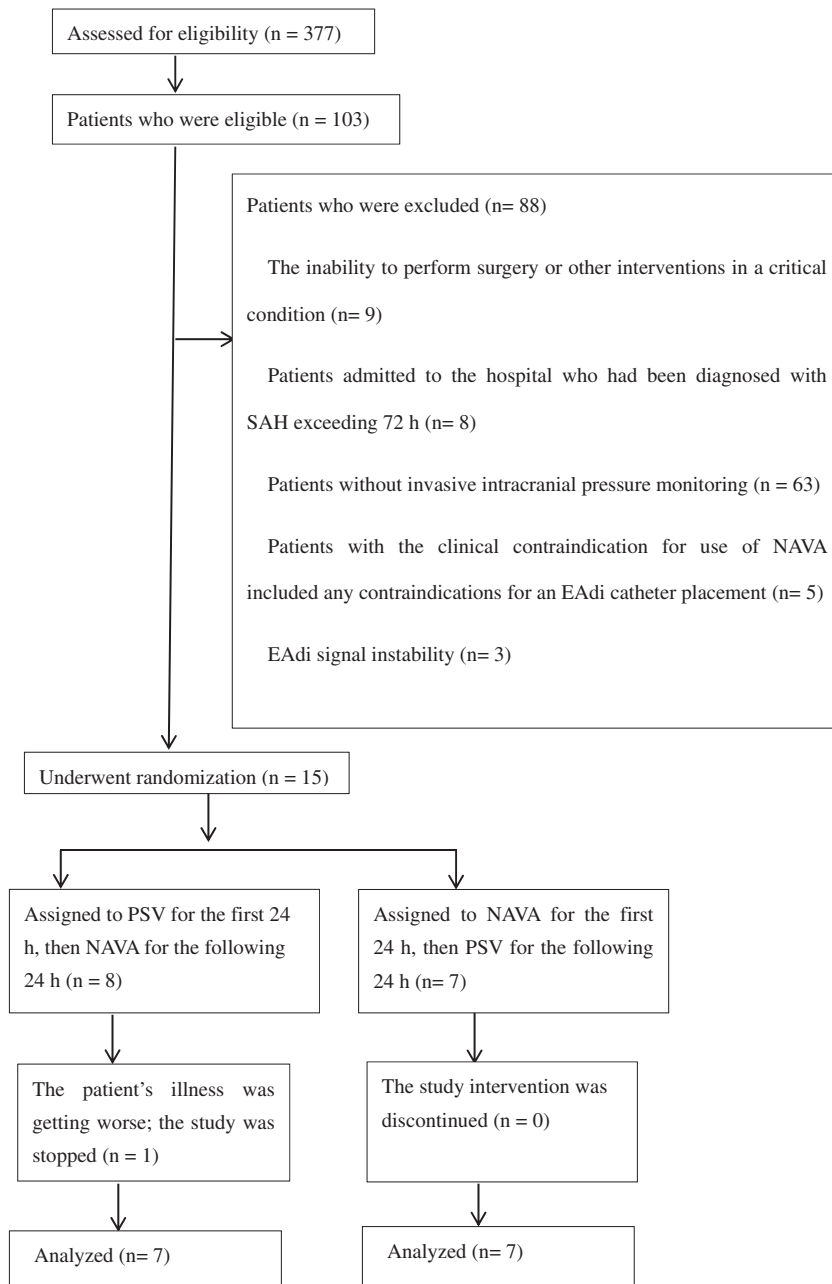 Assessed for eligibility (n = 377)
Patients who were eligible (n = 103)
Patients who were excluded (n= 88)
The inability to perform surgery or other interventions in a critical
condition (n= 9)
Patients admitted to the hospital who had been diagnosed with
SAH exceeding 72 h (n= 8)
Patients without invasive intracranial pressure monitoring (n = 63)
Patients with the clinical contraindication for use of NAVA
included any contraindications for an EAdi catheter placement (n= 5)
EAdi signal instability (n= 3)
Underwent randomization (n = 15)
Assigned to PSV for the first 24
h, then NAVA for the following
24 h (n = 8)
Assigned to NAVA for the first
24 h, then PSV for the following
24 h (n= 7)
The patient's illness was
getting worse; the study was
stopped (n = 1)
The study intervention was
discontinued (n = 0)
Analyzed (n= 7)
Analyzed (n= 7)